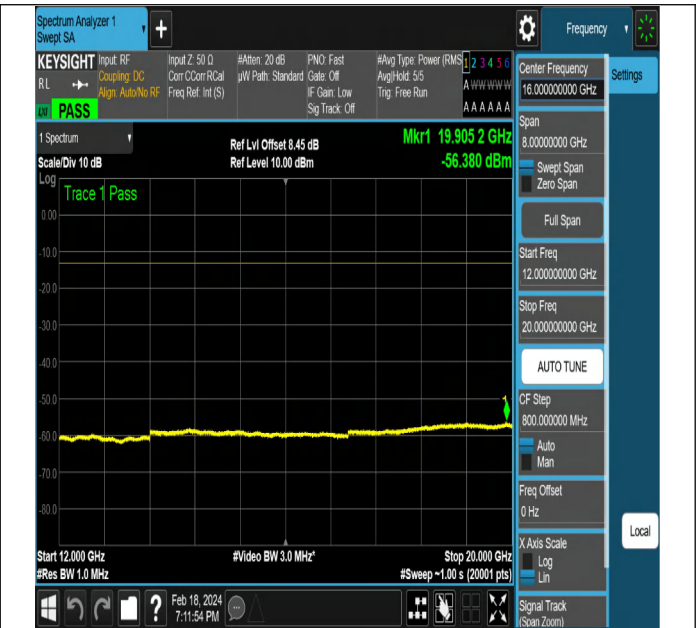 Spectrum Analyzer 1
Swept SA
+
Frequency
KEYSIGHT
RL
PASS
Input: RF
Coupling: DC
Align: Auto/No RF
Input Z: 50 Ω
Corr CCorr RCal
Freq Ref: Int (S)
#Atten: 20 dB
µW Path: Standard
PNO: Fast
Gate: Off
IF Gain: Low
Sig Track: Off
#Avg Type: Power (RMS
Avg|Hold: 5/5
Trig: Free Run
1 2 3 4 5 6
A W W W W W
A A A A A A
1 Spectrum
Scale/Div 10 dB
Ref Lvl Offset 8.45 dB
Ref Level 10.00 dBm
Mkr1 19.905 2 GHz
-56.380 dBm
Log
Trace 1 Pass
0.00
-10.0
-20.0
-30.0
-40.0
-50.0
-60.0
-70.0
-80.0
1
Start 12.000 GHz
#Res BW 1.0 MHz
#Video BW 3.0 MHz*
Stop 20.000 GHz
#Sweep ~1.00 s (20001 pts)
?
Feb 18, 2024
7:11:54 PM
Center Frequency
16.000000000 GHz
Settings
Span
8.00000000 GHz
Swept Span
Zero Span
Full Span
Start Freq
12.000000000 GHz
Stop Freq
20.000000000 GHz
AUTO TUNE
CF Step
800.000000 MHz
Auto
Man
Freq Offset
0 Hz
X Axis Scale
Log
Lin
Local
Signal Track
(Span Zoom)